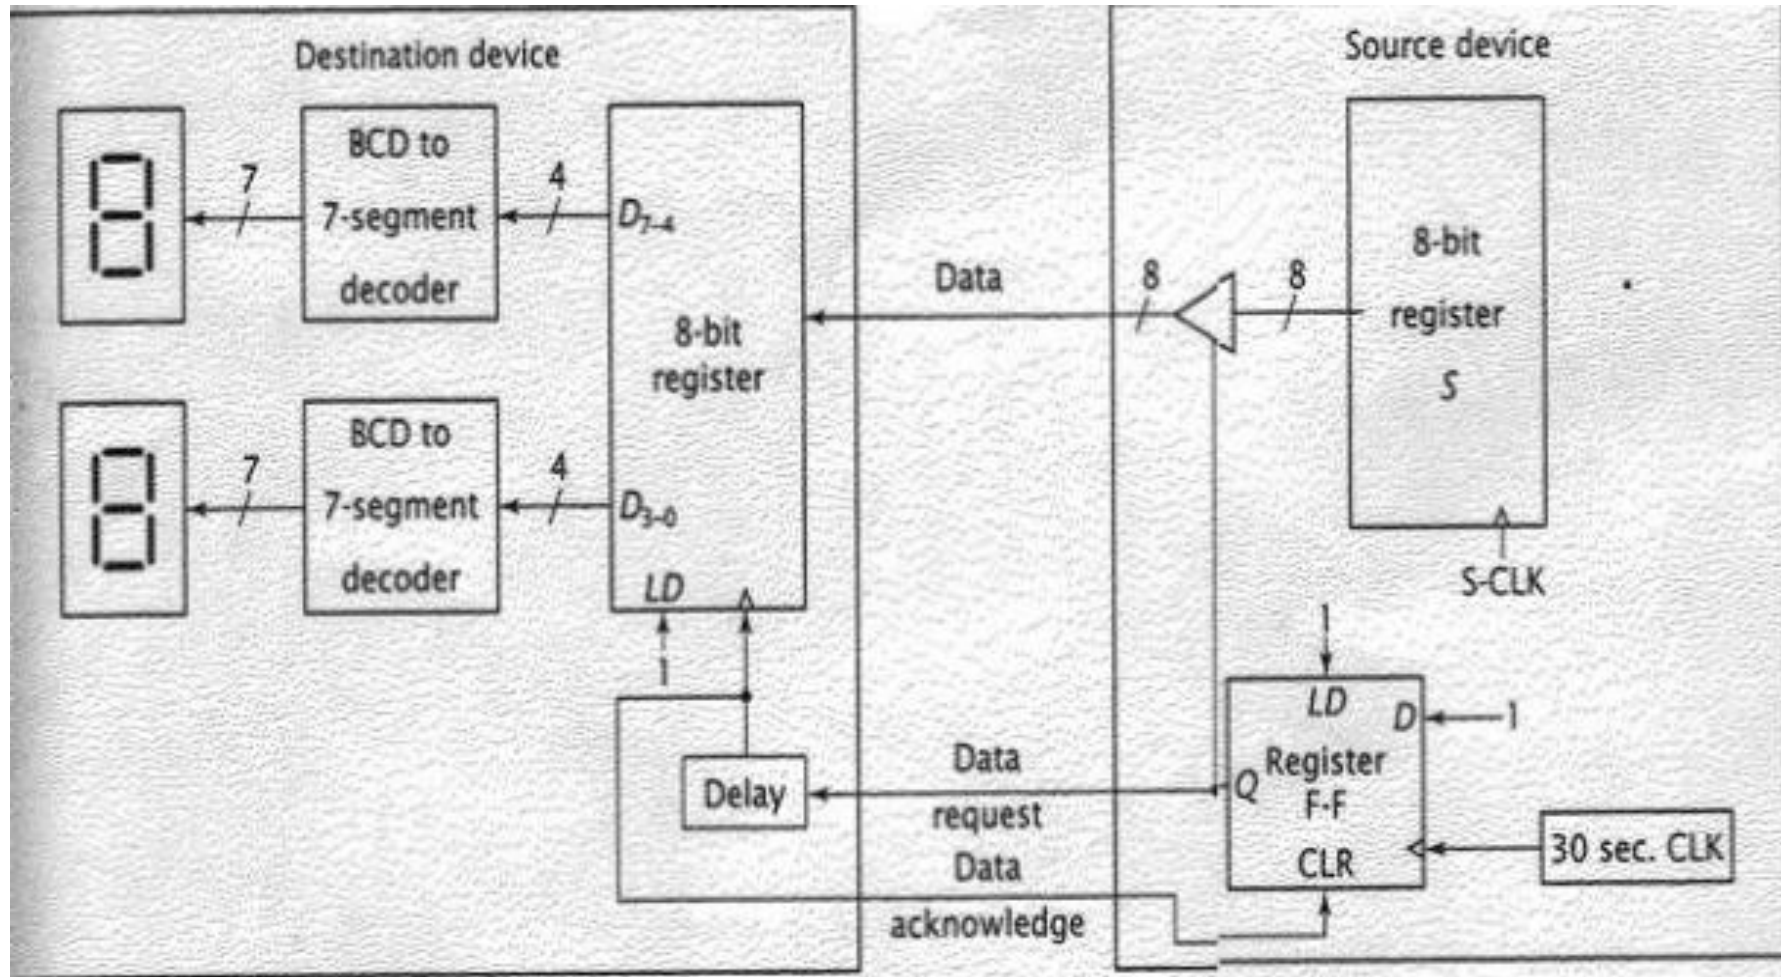 Destination device
Source device
BCD to
7-segment
decoder
7
4
D7–4
8-bit
register
Data
8
8
8-bit
register
S
S-CLK
BCD to
7-segment
decoder
7
4
D3–0
LD
1
Delay
Data
request
Data
acknowledge
1
LD
D
1
Q
Register
F-F
CLR
30 sec. CLK